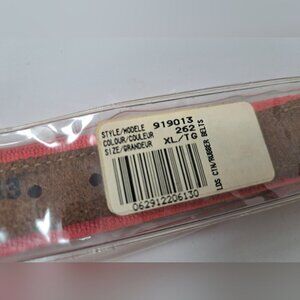 STYLE/MODELE 919013
COLOUR/COULEUR 262
SIZE/GRANDEUR XL/TG
062912206130
LDS CTN/RUBBER BELTS